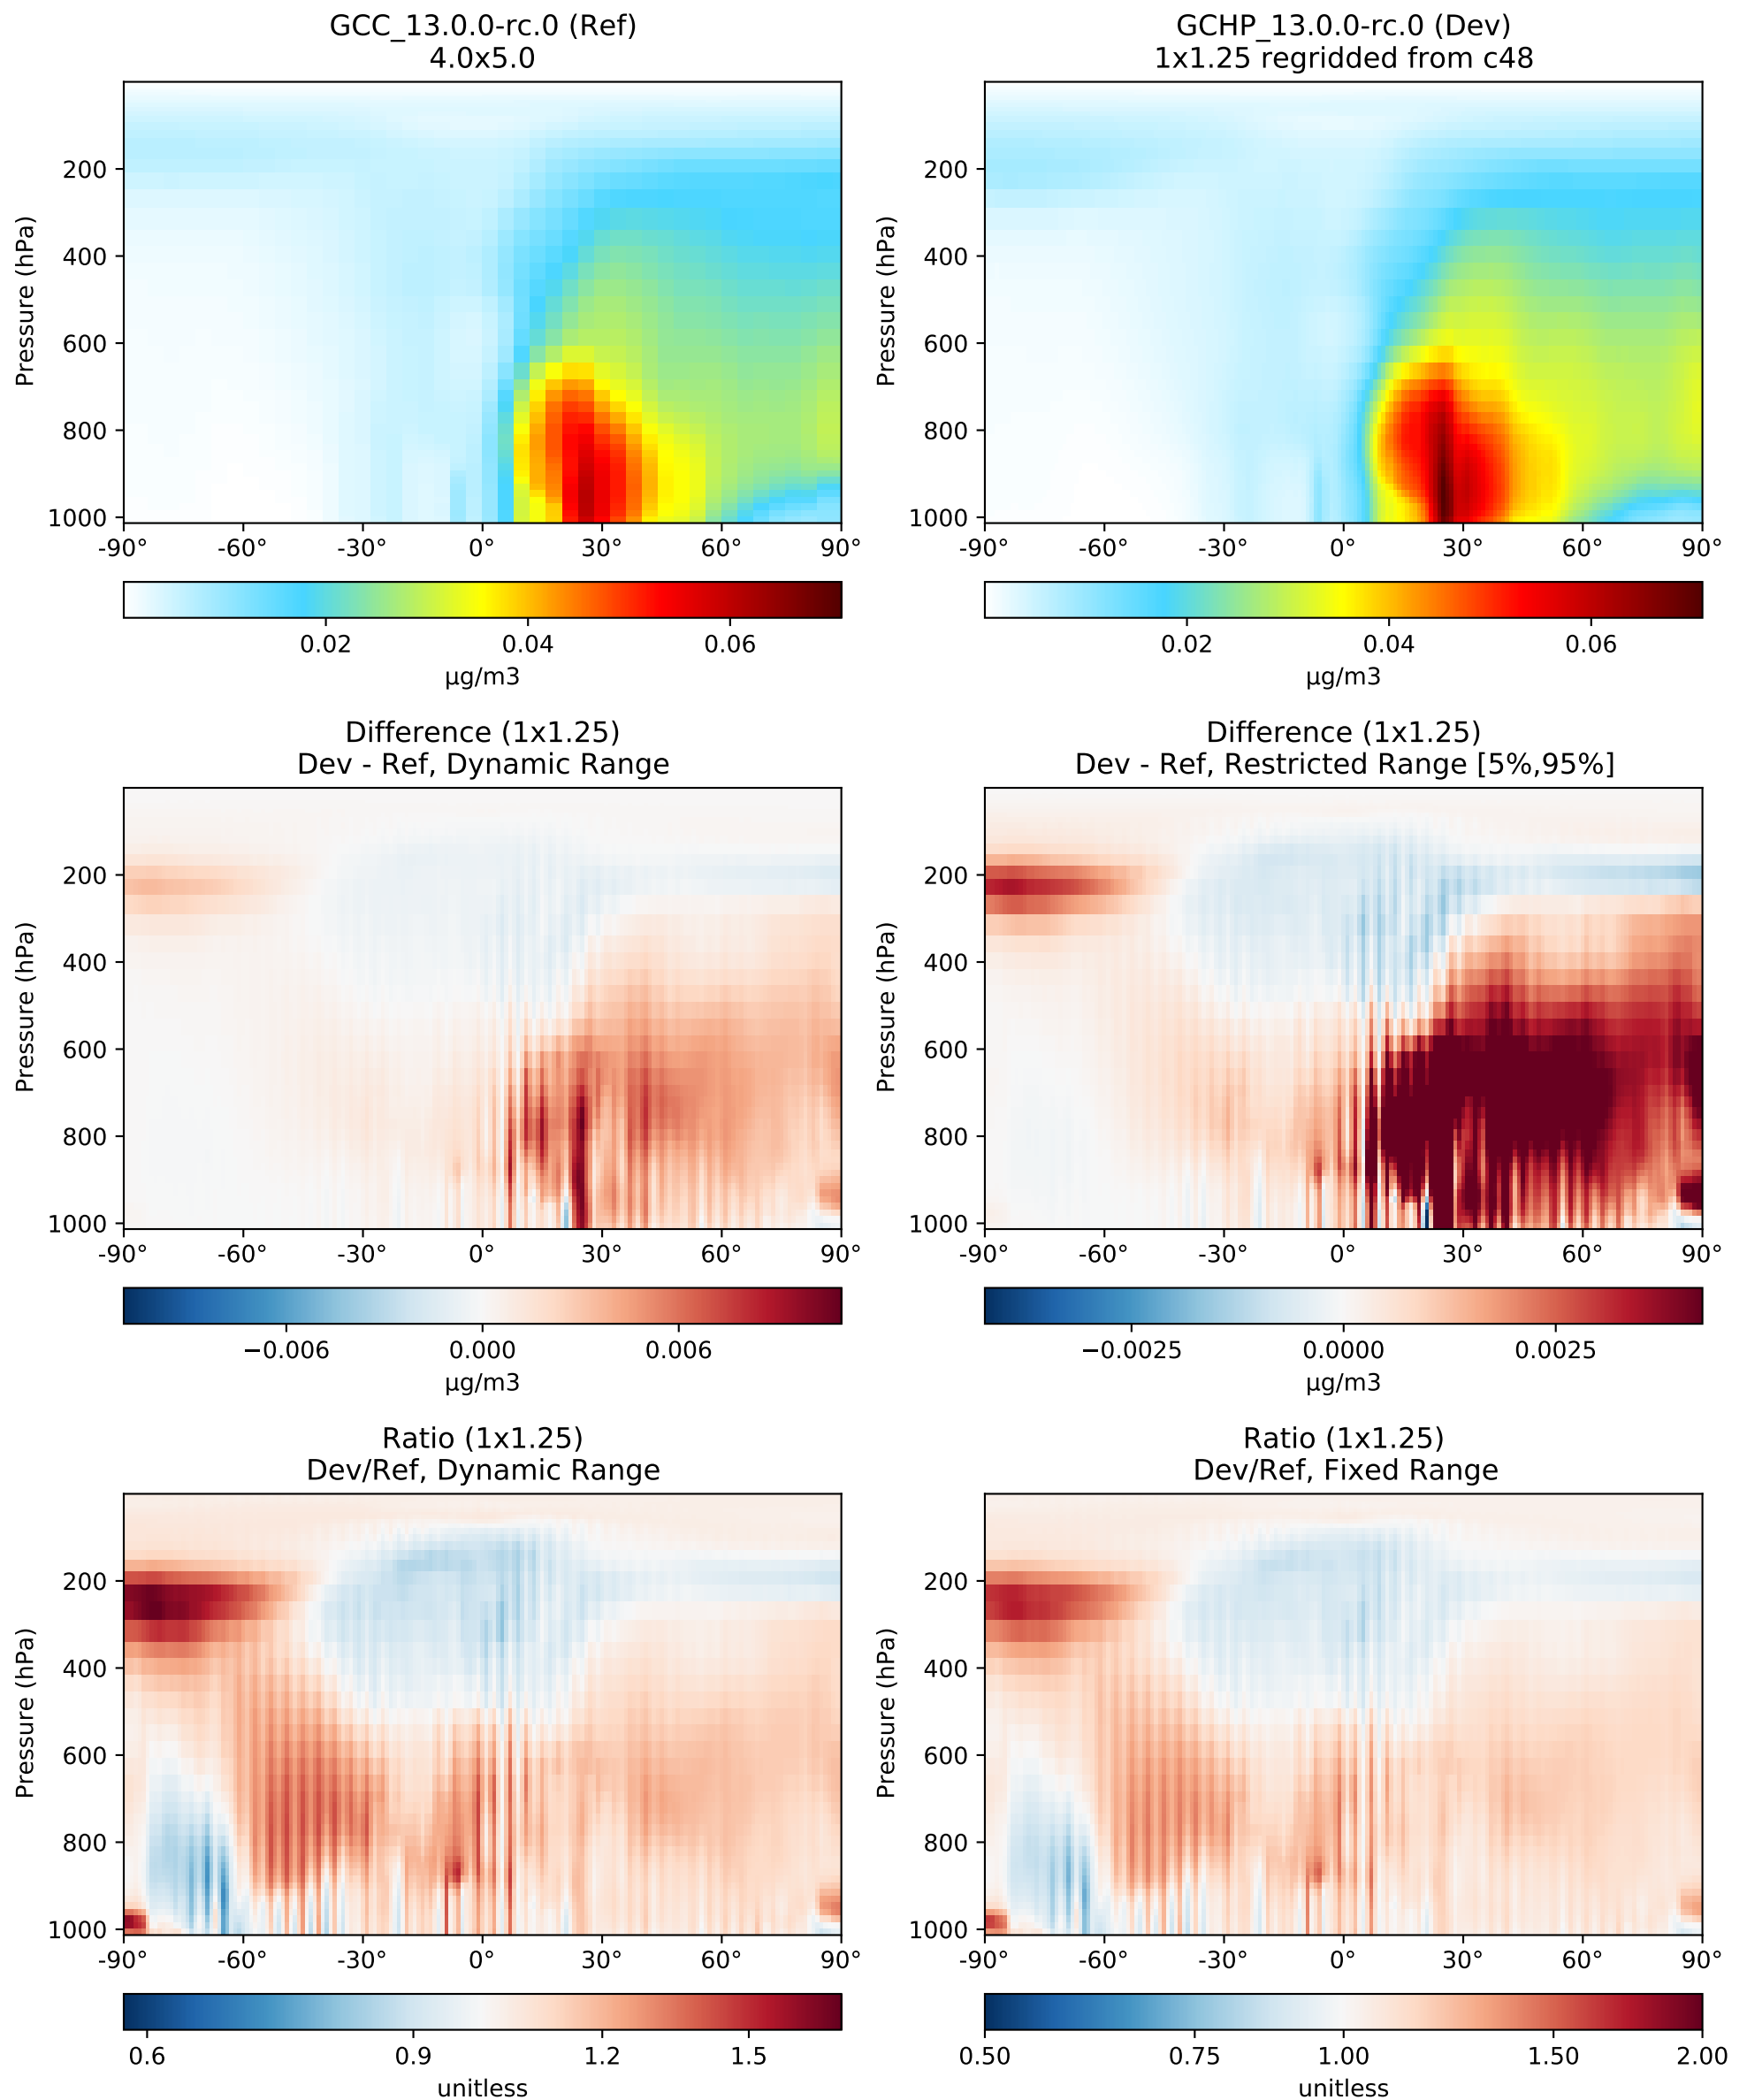 GCC_13.0.0-rc.0 (Ref)
4.0x5.0
Pressure (hPa)
200
400
600
800
1000
-90° -60° -30° 0° 30° 60° 90°
0.02 0.04 0.06
µg/m3
GCHP_13.0.0-rc.0 (Dev)
1x1.25 regridded from c48
Pressure (hPa)
200
400
600
800
1000
-90° -60° -30° 0° 30° 60° 90°
0.02 0.04 0.06
µg/m3
Difference (1x1.25)
Dev - Ref, Dynamic Range
Pressure (hPa)
200
400
600
800
1000
-90° -60° -30° 0° 30° 60° 90°
−0.006 0.000 0.006
µg/m3
Difference (1x1.25)
Dev - Ref, Restricted Range [5%,95%]
Pressure (hPa)
200
400
600
800
1000
-90° -60° -30° 0° 30° 60° 90°
−0.0025 0.0000 0.0025
µg/m3
Ratio (1x1.25)
Dev/Ref, Dynamic Range
Pressure (hPa)
200
400
600
800
1000
-90° -60° -30° 0° 30° 60° 90°
0.6 0.9 1.2 1.5
unitless
Ratio (1x1.25)
Dev/Ref, Fixed Range
Pressure (hPa)
200
400
600
800
1000
-90° -60° -30° 0° 30° 60° 90°
0.50 0.75 1.00 1.50 2.00
unitless